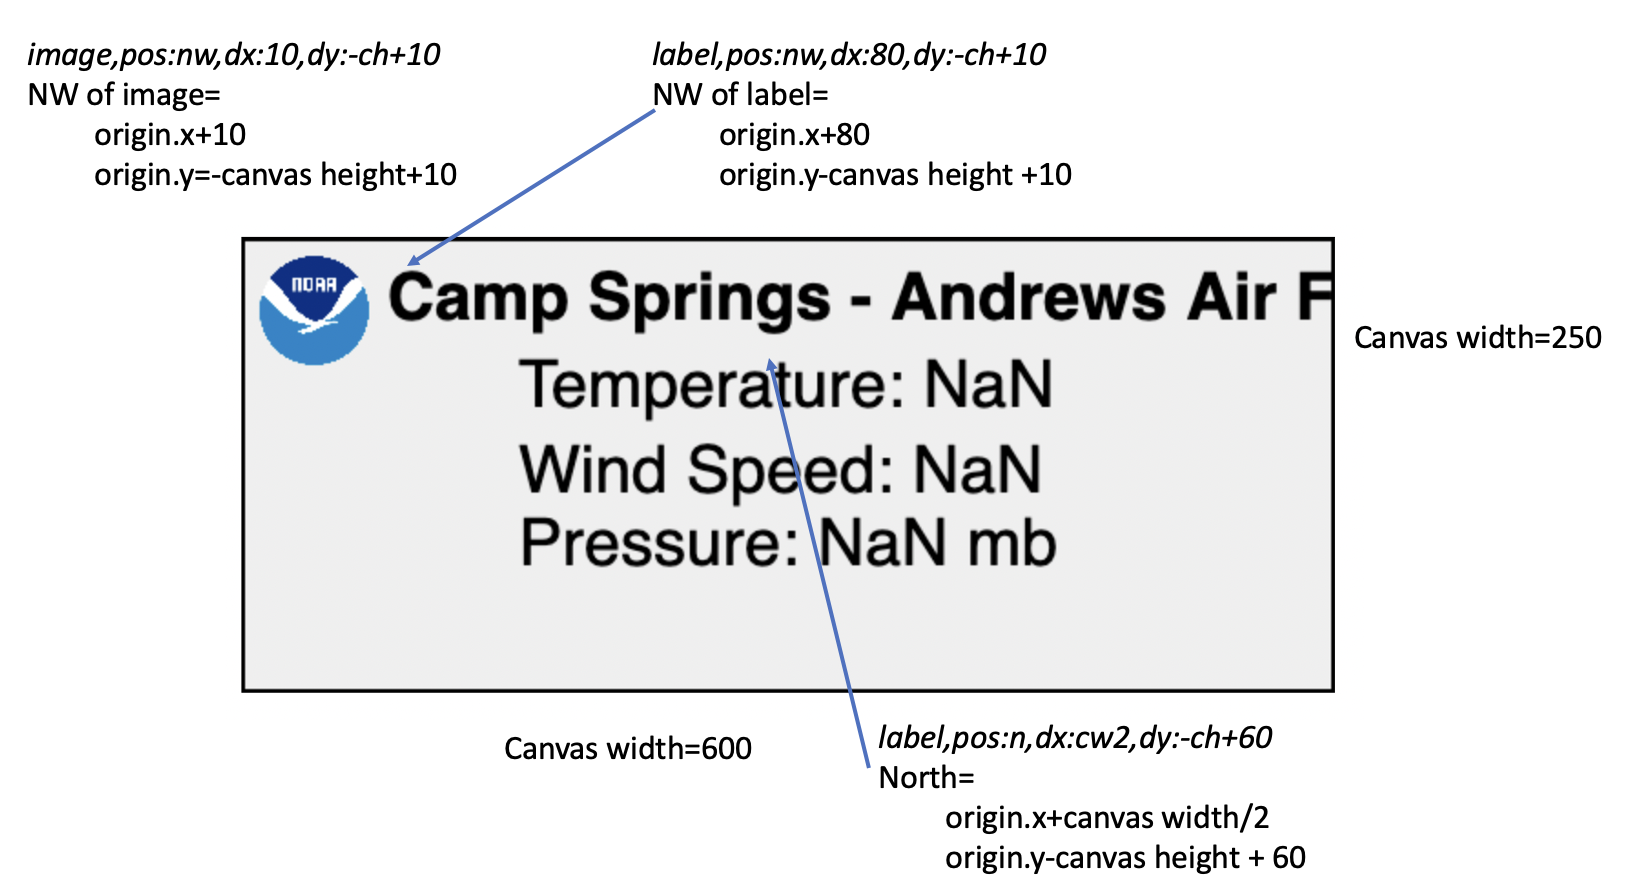 image,pos:nw,dx:10,dy:-ch+10
NW of image=
origin.x+10
origin.y=-canvas height+10
label,pos:nw,dx:80,dy:-ch+10
NW of label=
origin.x+80
origin.y-canvas height +10
NOAA
Camp Springs - Andrews Air F
Temperature: NaN
Wind Speed: NaN
Pressure: NaN mb
Canvas width=250
Canvas width=600
label,pos:n,dx:cw2,dy:-ch+60
North=
origin.x+canvas width/2
origin.y-canvas height + 60